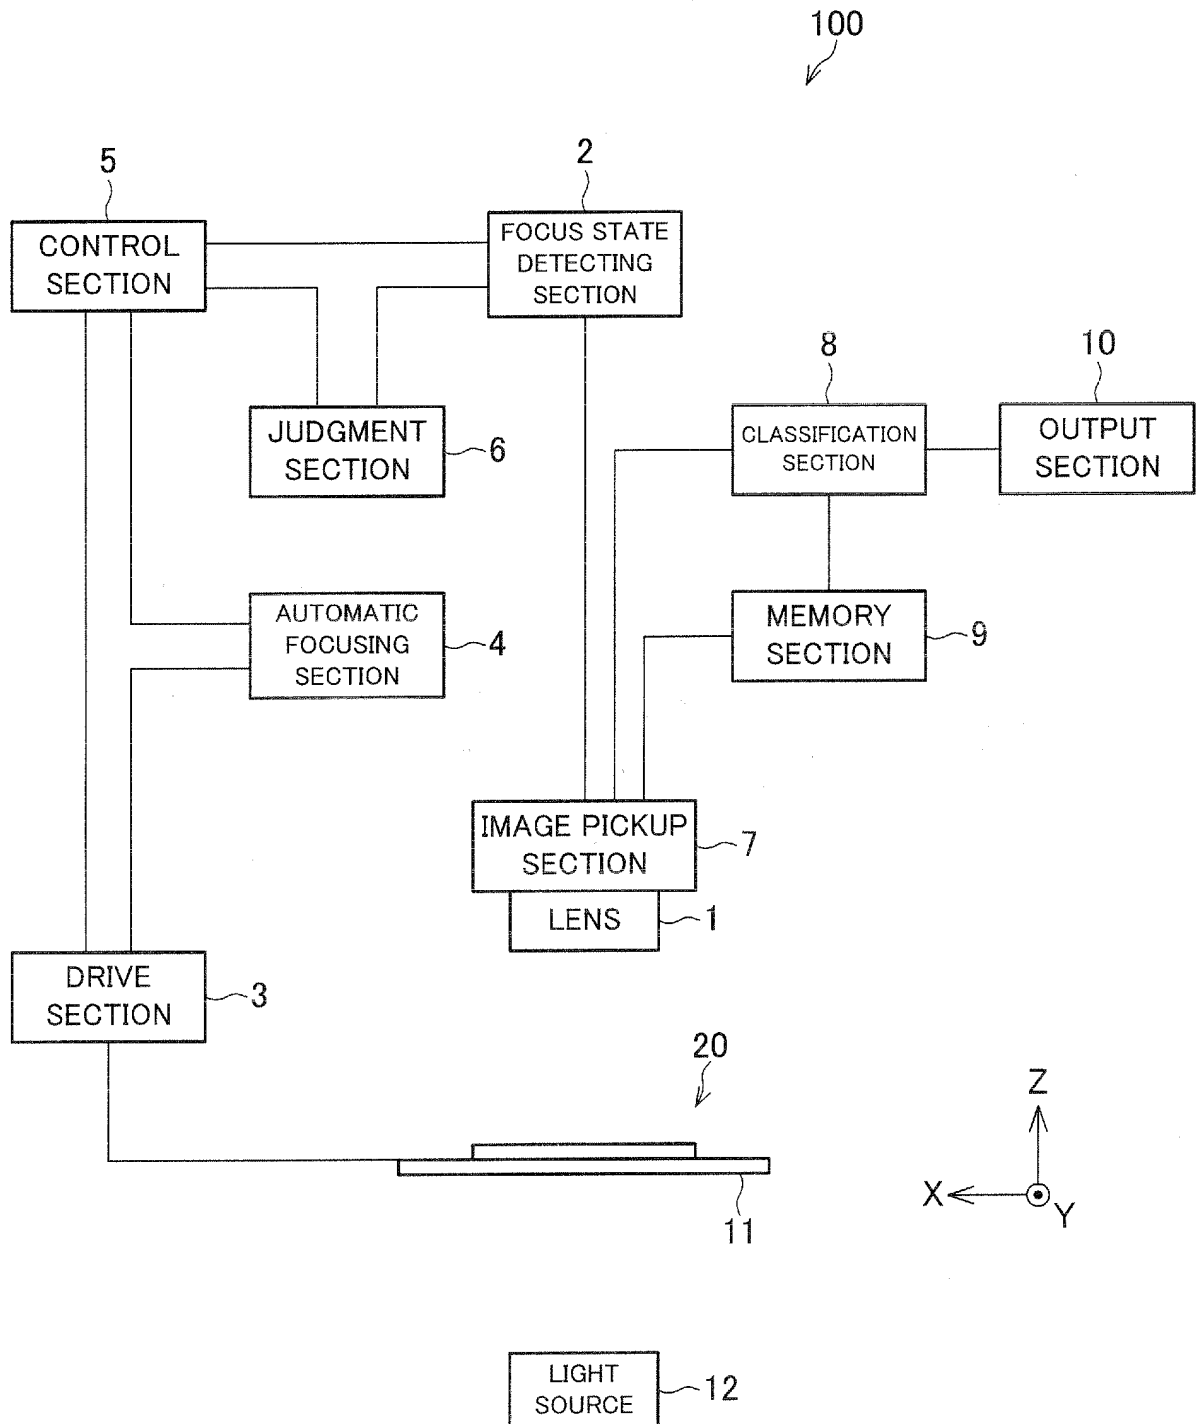 100
5
CONTROL
SECTION
2
FOCUS STATE
DETECTING
SECTION
8
CLASSIFICATION
SECTION
10
OUTPUT
SECTION
JUDGMENT
SECTION
6
AUTOMATIC
FOCUSING
SECTION
4
MEMORY
SECTION
9
IMAGE PICKUP
SECTION
7
LENS
1
DRIVE
SECTION
3
20
11
Z
X
Y
LIGHT
SOURCE
12